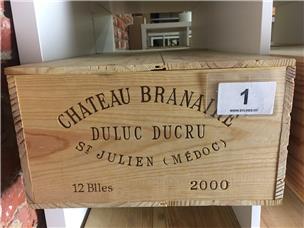 CHATEAU BRANAIRE
DULUC DUCRU
ST JULIEN (MÉDOC)
12 Blles
2000
1